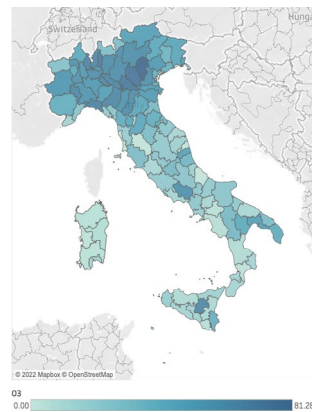 Switzerland
Hunga
© 2022 Mapbox © OpenStreetMap
O3
0.00
81.28